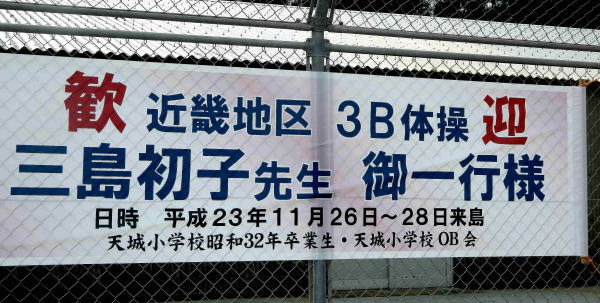 歓 近畿地区 3B体操 迎
三島初子先生 御一行様
日時 平成23年11月26日～28日来島
天城小学校昭和32年卒業生・天城小学校OB会